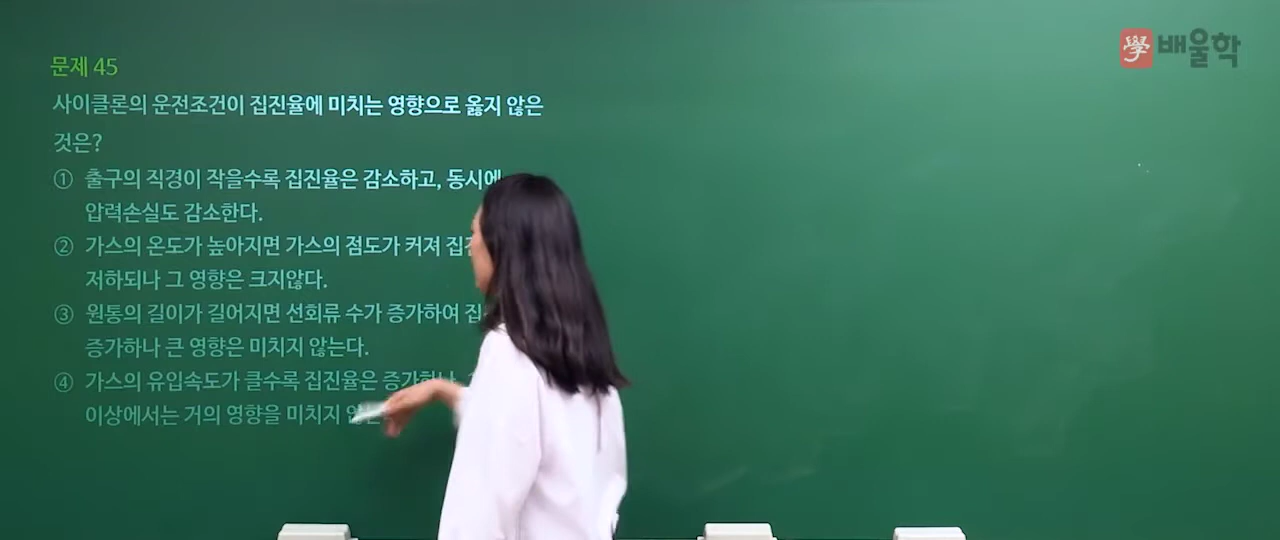 學 배울학
문제 45
사이클론의 운전조건이 집진율에 미치는 영향으로 옳지 않은
것은?
① 출구의 직경이 작을수록 집진율은 감소하고, 동시에
압력손실도 감소한다.
② 가스의 온도가 높아지면 가스의 점도가 커져
저하되나 그 영향은 크지않다.
③ 원통의 길이가 길어지면 선회류 수가 증가하여
증가하나 큰 영향은 미치지 않는다.
④ 가스의 유입속도가 클수록 집진율은 증가하나
이상에서는 거의 영향을 미치지